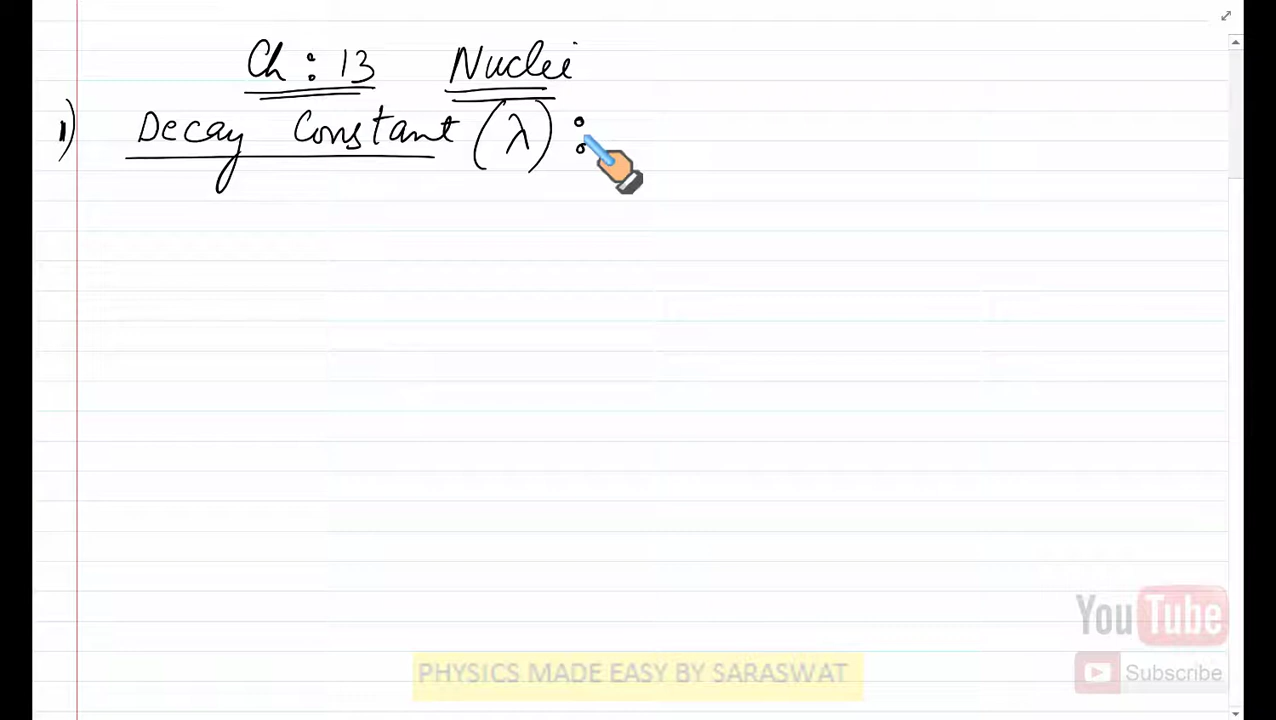 Ch : 13 Nuclei
1) Decay Constant (λ) :
YouTube
Subscribe
PHYSICS MADE EASY BY SARASWAT